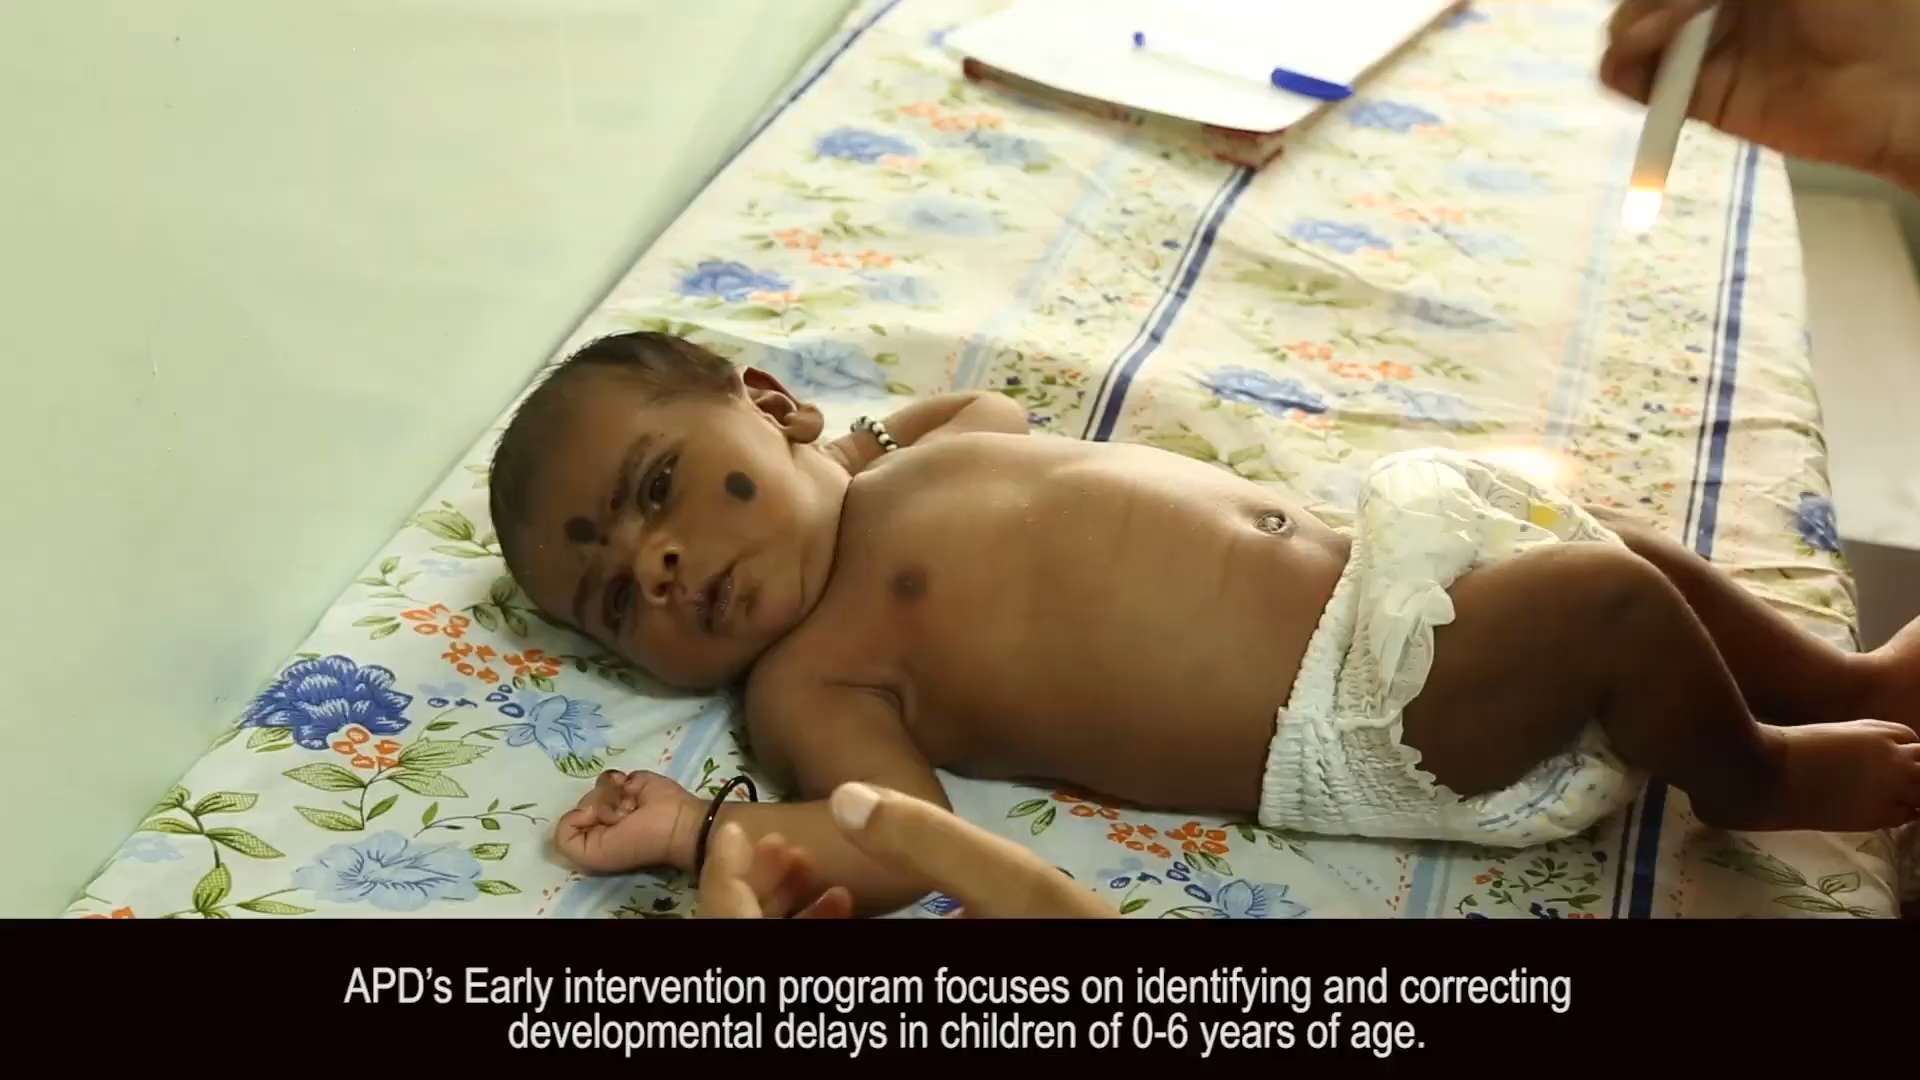 APD’s Early intervention program focuses on identifying and correcting
developmental delays in children of 0-6 years of age.